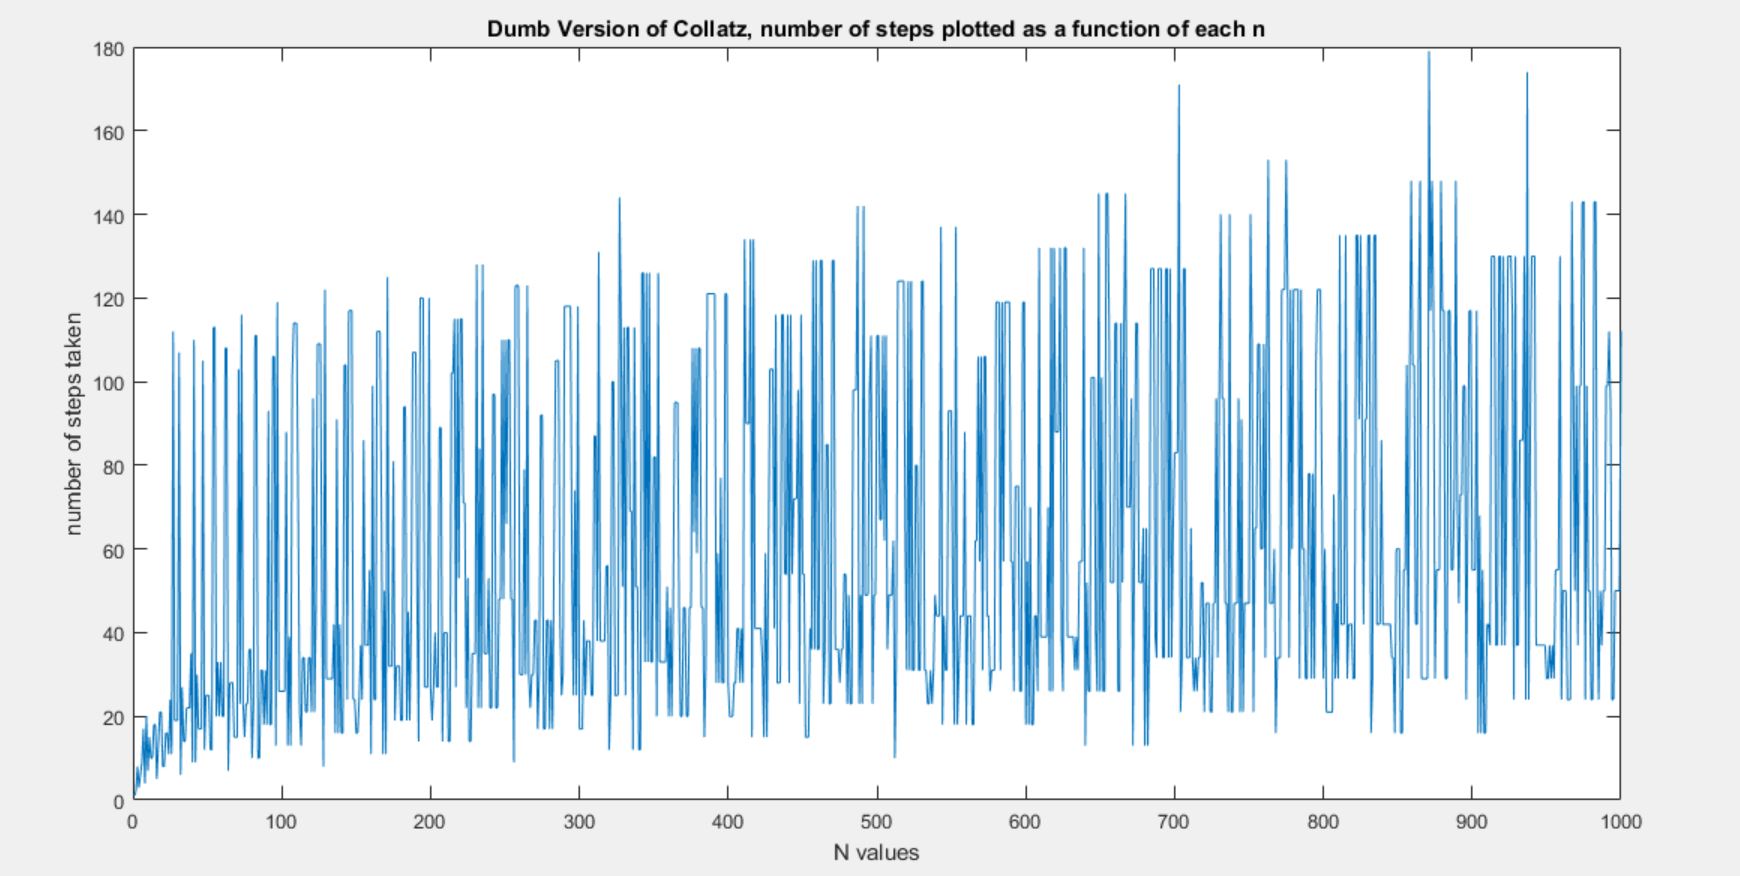 Dumb Version of Collatz, number of steps plotted as a function of each n
180
160
140
120
100
80
60
40
20
0
number of steps taken
0 100 200 300 400 500 600 700 800 900 1000
N values